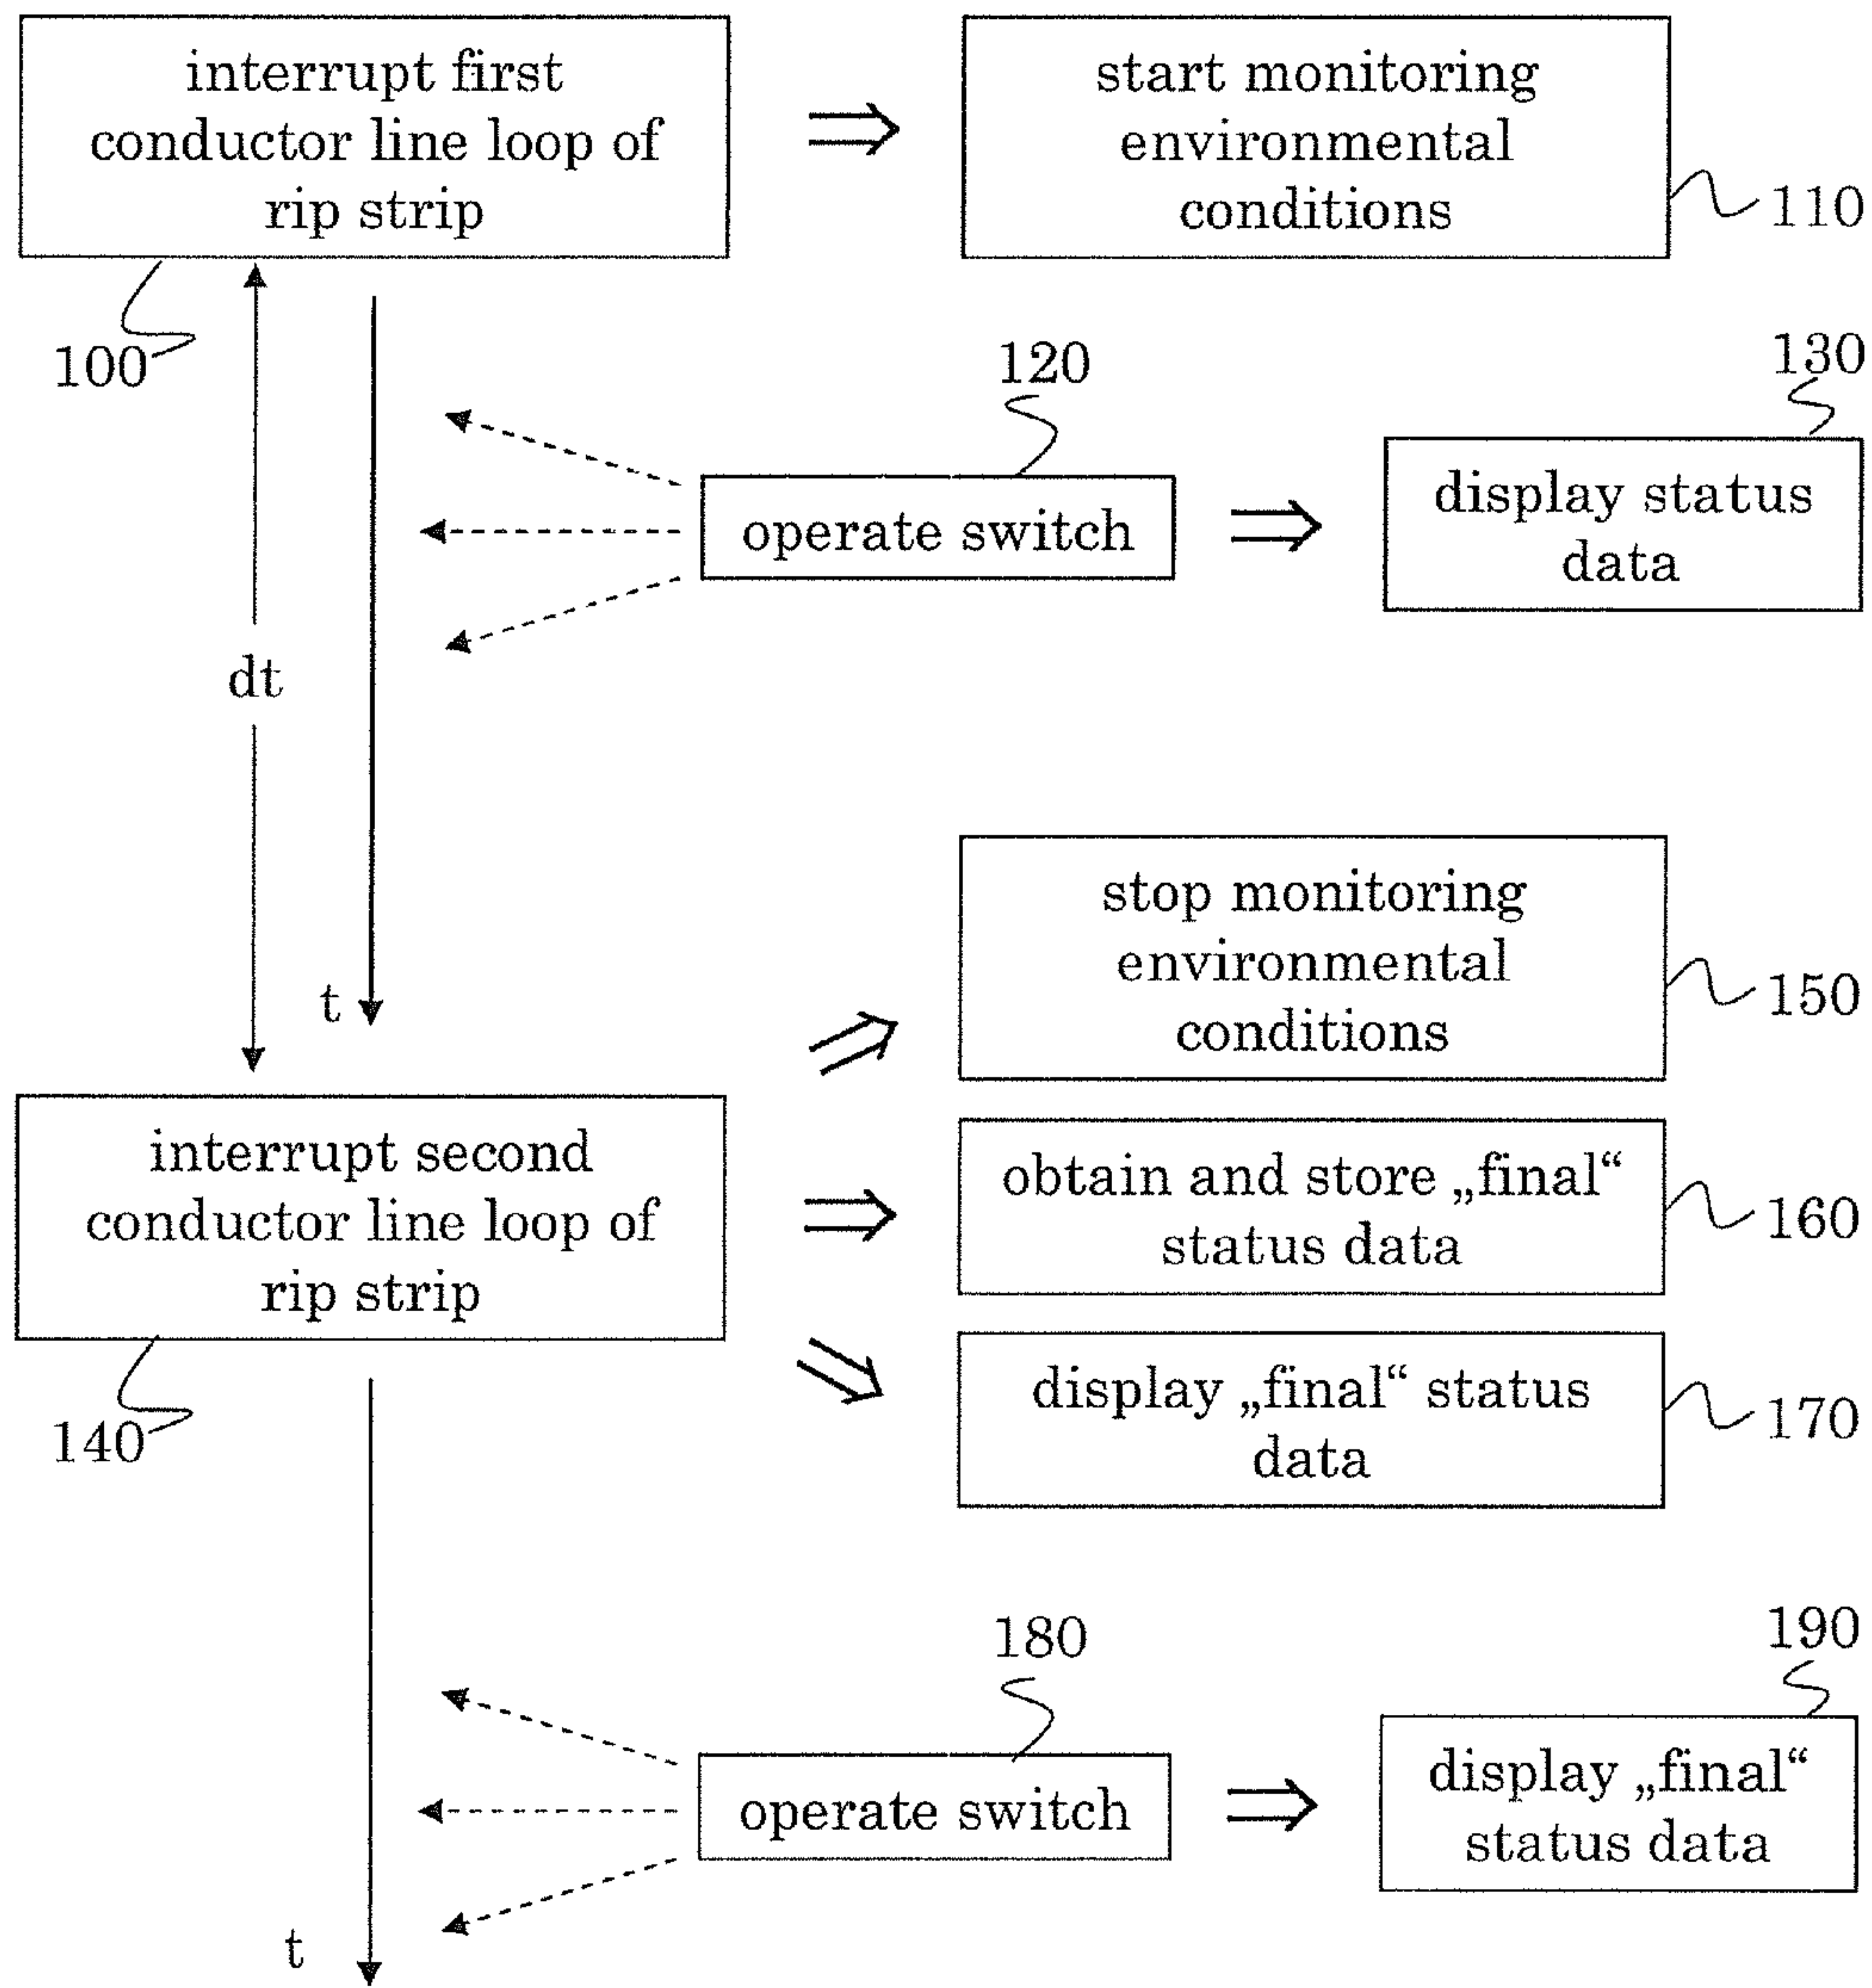 interrupt first
conductor line loop of
rip strip
start monitoring
environmental
conditions
110
100
120
130
operate switch
display status
data
dt
t
stop monitoring
environmental
conditions
150
interrupt second
conductor line loop of
rip strip
obtain and store „final“
status data
160
display „final“ status
data
170
140
180
190
operate switch
display „final“
status data
t